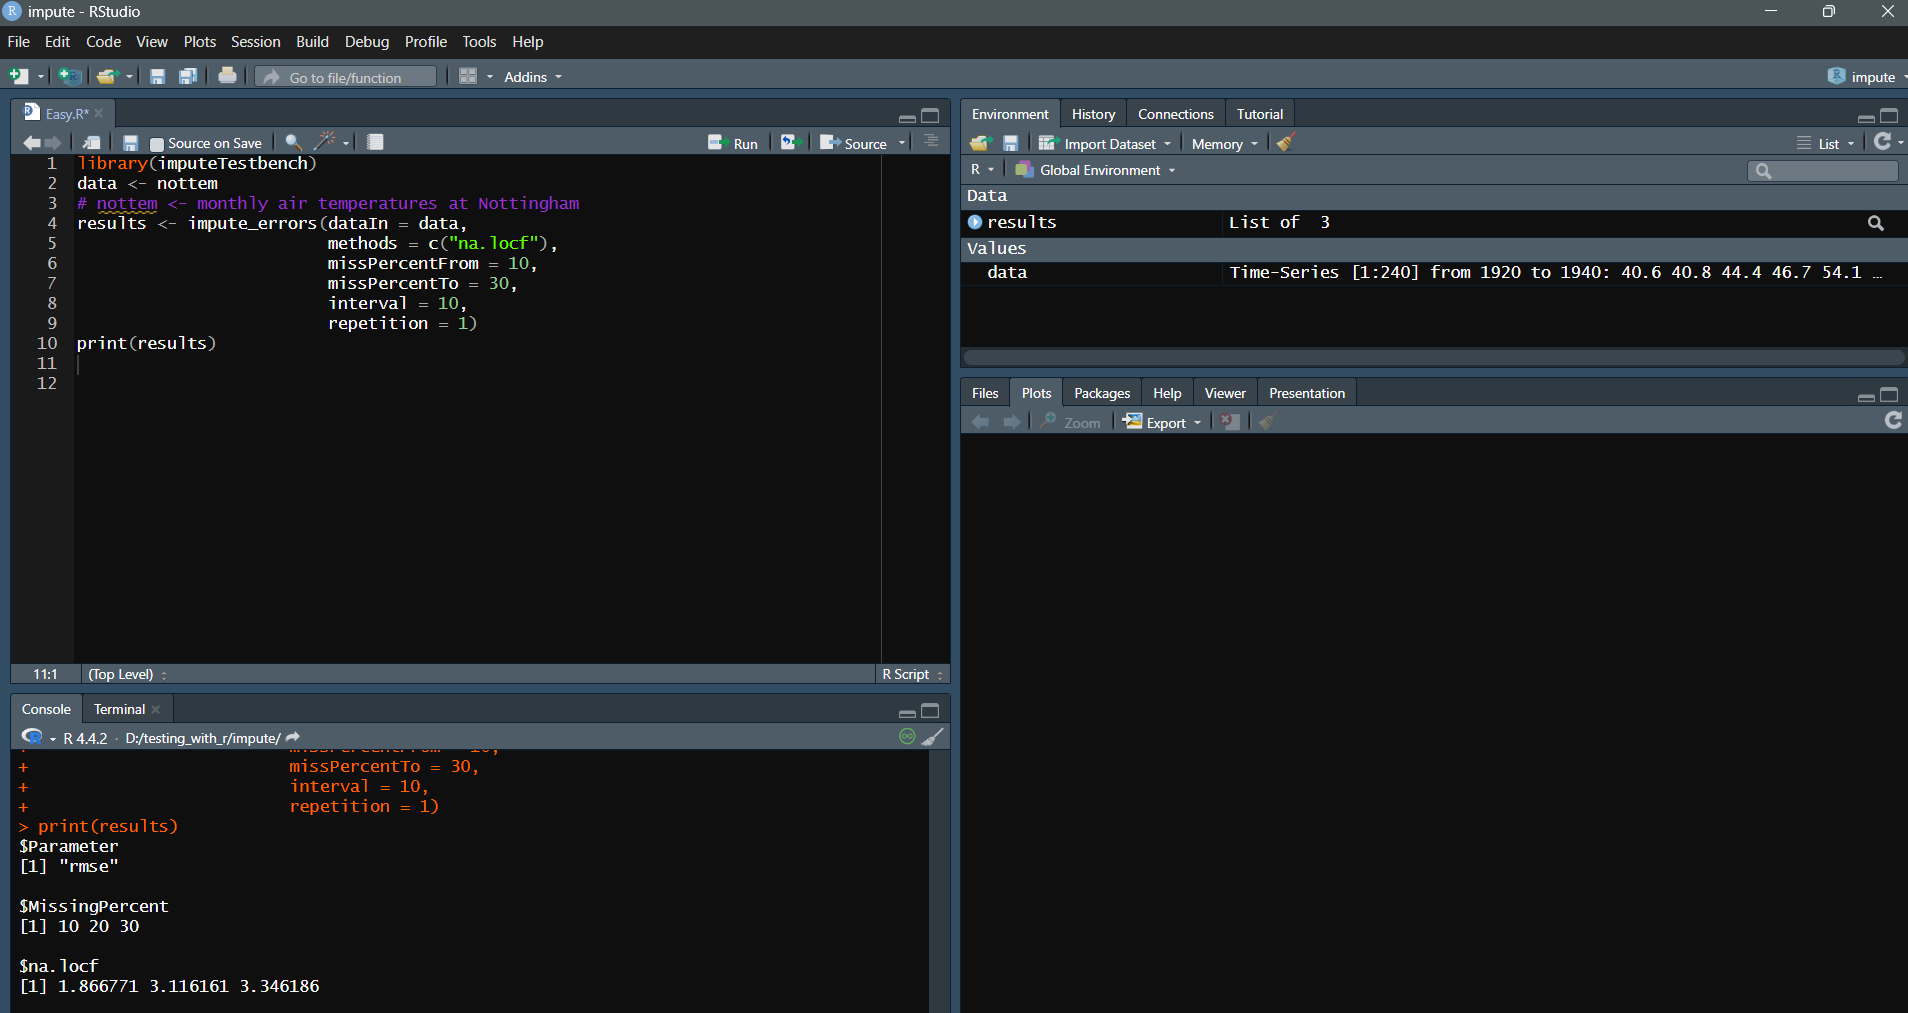 impute - RStudio
File Edit Code View Plots Session Build Debug Profile Tools Help
Go to file/function Addins impute
Easy.R*
Source on Save Run Source
1 library(imputeTestbench)
2 data <- nottem
3 # nottem <- monthly air temperatures at Nottingham
4 results <- impute_errors(dataIn = data,
5 methods = c("na.locf"),
6 missPercentFrom = 10,
7 missPercentTo = 30,
8 interval = 10,
9 repetition = 1)
10 print(results)
11
12
11:1 (Top Level) R Script
Console Terminal
R 4.4.2 · D:/testing_with_r/impute/
+ missPercentTo = 30,
+ interval = 10,
+ repetition = 1)
> print(results)
$Parameter
[1] "rmse"
$MissingPercent
[1] 10 20 30
$na.locf
[1] 1.866771 3.116161 3.346186
Environment History Connections Tutorial
Import Dataset Memory List
R Global Environment
Data
results List of 3
Values
data Time-Series [1:240] from 1920 to 1940: 40.6 40.8 44.4 46.7 54.1 ...
Files Plots Packages Help Viewer Presentation
Zoom Export